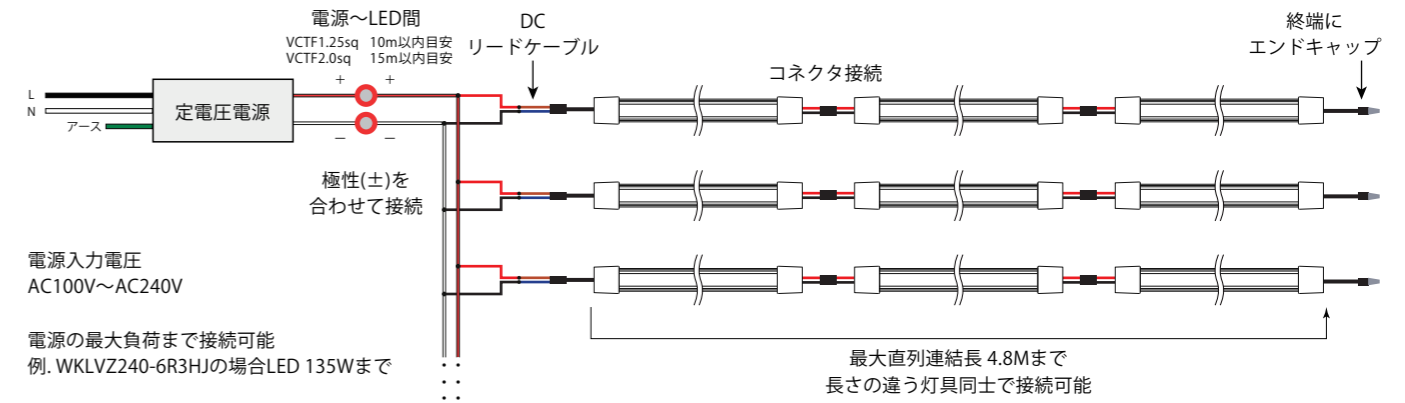 電源～LED間
VCTF1.25sq 10m以内目安
VCTF2.0sq 15m以内目安
DC
リードケーブル
終端に
エンドキャップ
コネクタ接続
+ +
L
N
アース
定電圧電源
－ －
極性(±)を
合わせて接続
電源入力電圧
AC100V～AC240V
電源の最大負荷まで接続可能
例. WKLVZ240-6R3HJの場合LED 135Wまで
最大直列連結長 4.8Mまで
長さの違う灯具同士で接続可能